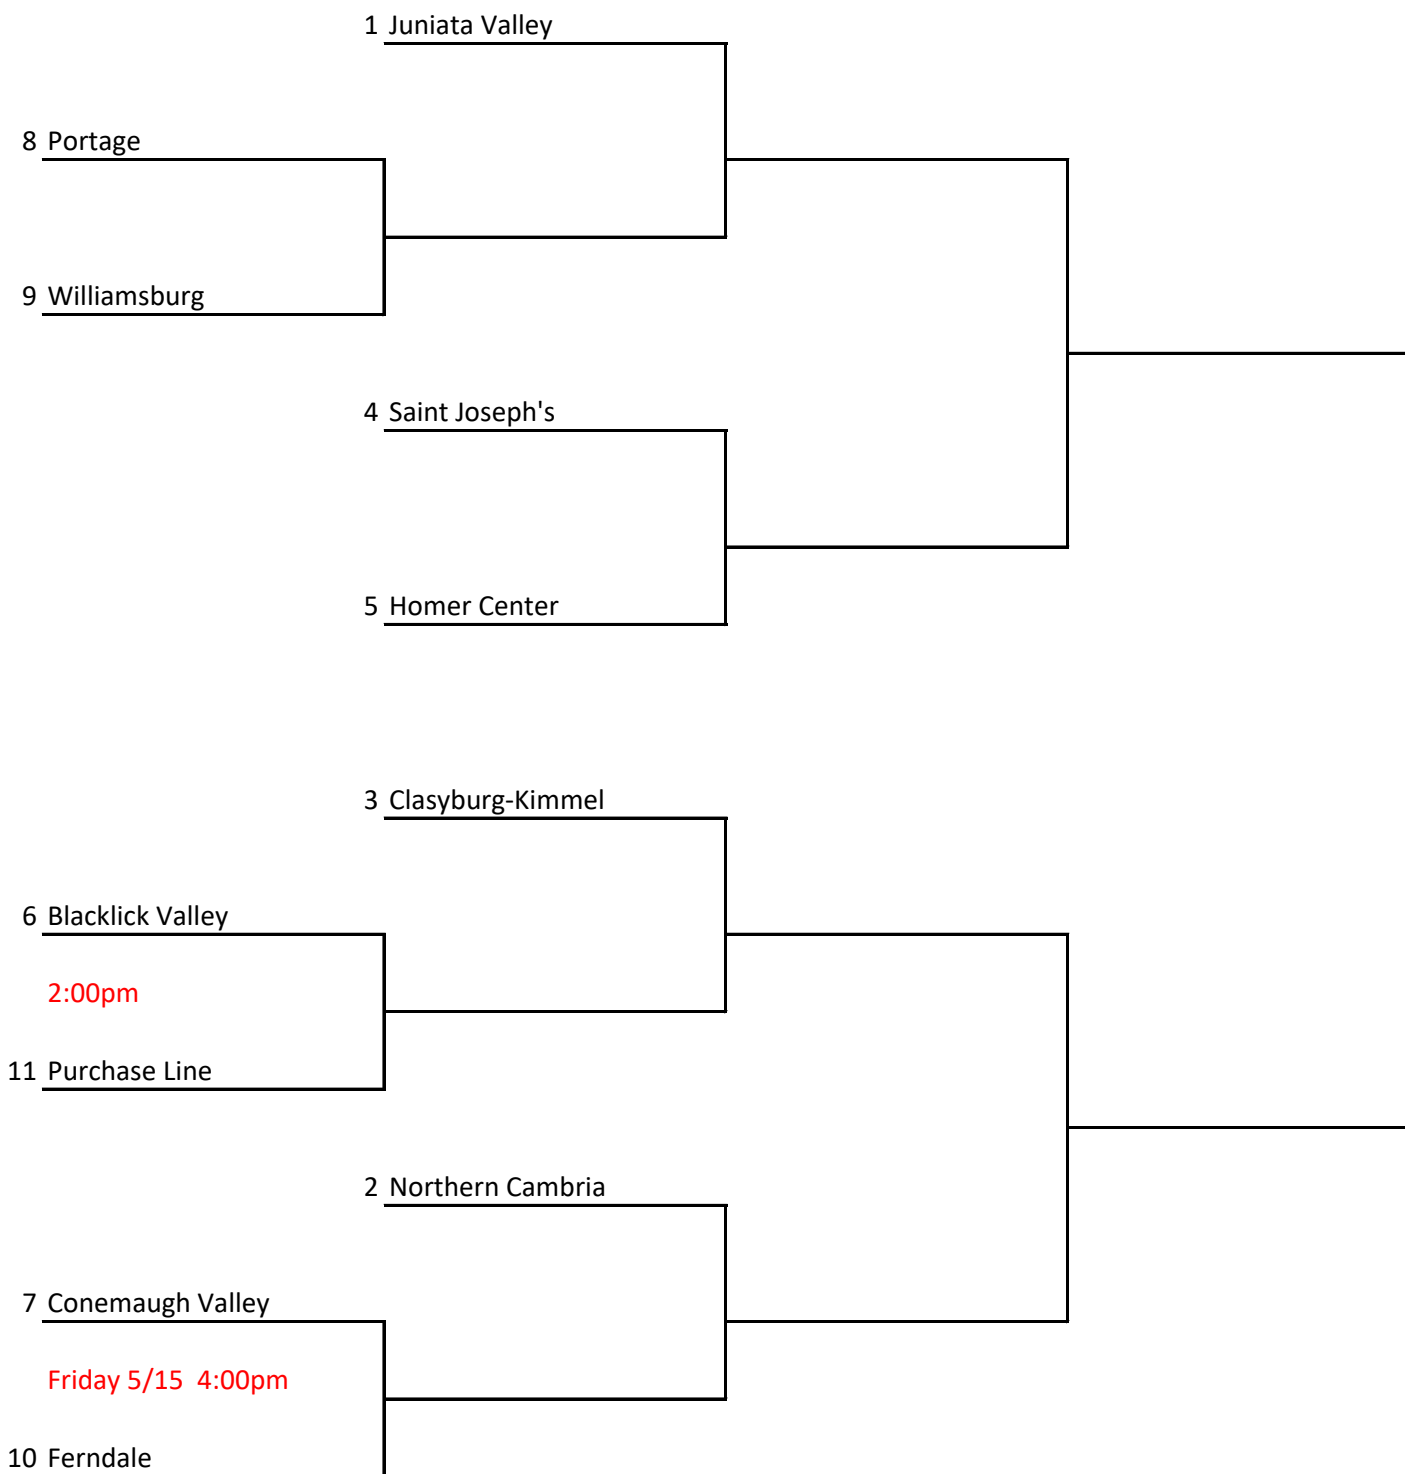 1 Juniata Valley
8 Portage
9 Williamsburg
4 Saint Joseph's
5 Homer Center
3 Clasyburg-Kimmel
6 Blacklick Valley
2:00pm
11 Purchase Line
2 Northern Cambria
7 Conemaugh Valley
Friday 5/15 4:00pm
10 Ferndale